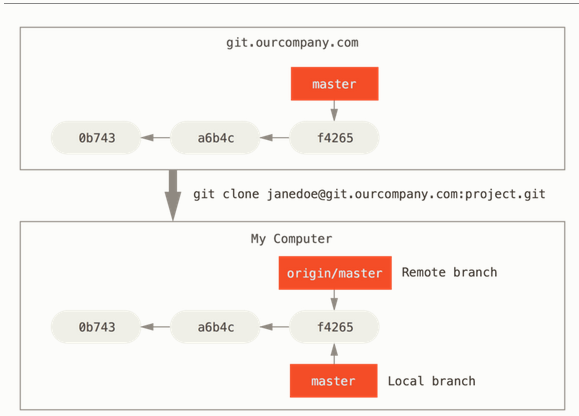 git.ourcompany.com
master
0b743 a6b4c f4265
git clone janedoe@git.ourcompany.com:project.git
My Computer
origin/master Remote branch
0b743 a6b4c f4265
master Local branch